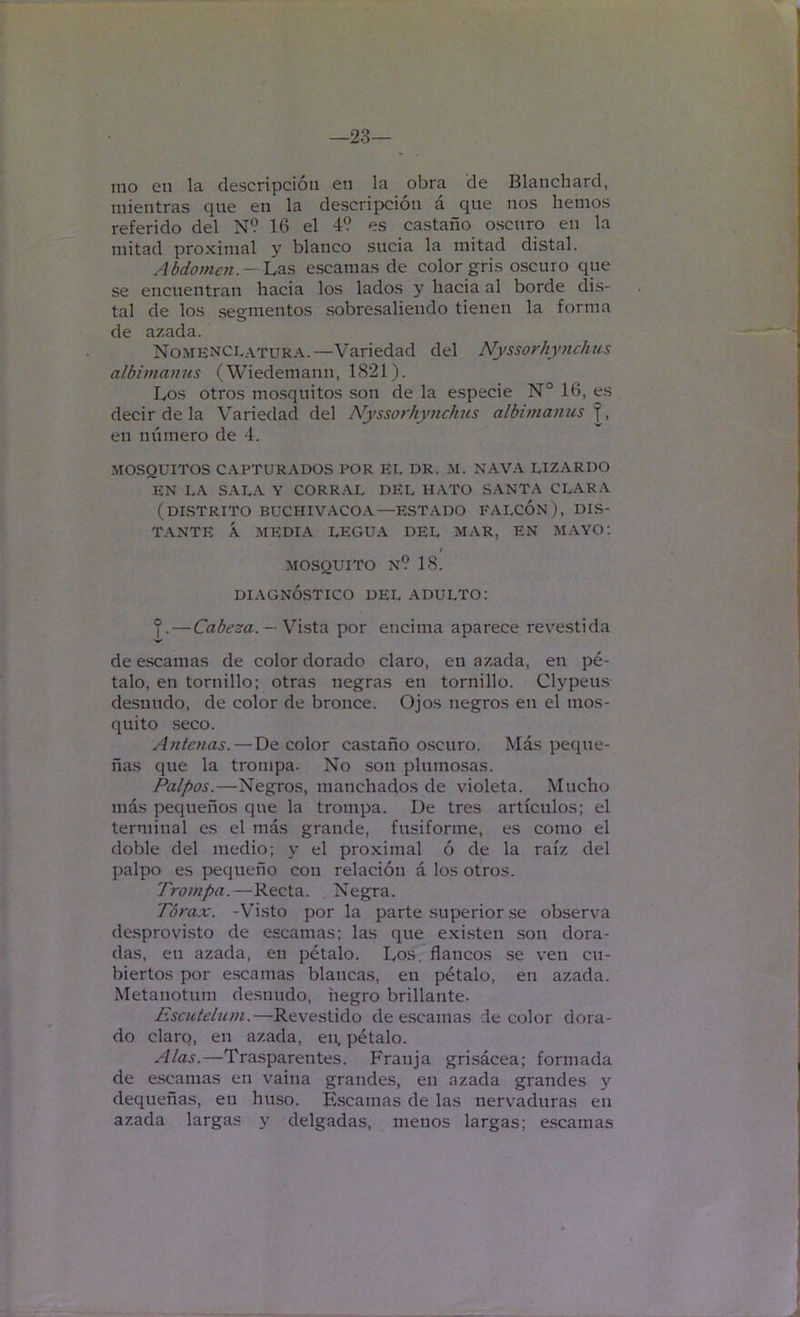 —23—
mo en la descripción en la obra de Blanchard,
mientras que en la descripción á que nos hemos
referido del Nº 16 el 4º es castaño oscuro en la
mitad proximal y blanco sucia la mitad distal.
Abdomen.—Las escamas de color gris oscuro que
se encuentran hacia los lados y hacia al borde dis-
tal de los segmentos sobresaliendo tienen la forma
de azada.
NOMENCLATURA.—Variedad del Nyssorhynchus
albimanus (Wiedemann, 1821).
Los otros mosquitos son de la especie N° 16, es
decir de la Variedad del Nyssorhynchus albimanus ♀,
en número de 4.
MOSQUITOS CAPTURADOS POR EL DR. M. NAVA LIZARDO
EN LA SALA Y CORRAL DEL HATO SANTA CLARA
(DISTRITO BUCHIVACOA—ESTADO FALCÓN), DIS-
TANTE Á MEDIA LEGUA DEL MAR, EN MAYO:
MOSQUITO Nº 18.
DIAGNÓSTICO DEL ADULTO:
♀.—Cabeza.—Vista por encima aparece revestida
de escamas de color dorado claro, en azada, en pé-
talo, en tornillo; otras negras en tornillo. Clypeus
desnudo, de color de bronce. Ojos negros en el mos-
quito seco.
Antenas.—De color castaño oscuro. Más peque-
ñas que la trompa. No son plumosas.
Palpos.—Negros, manchados de violeta. Mucho
más pequeños que la trompa. De tres artículos; el
terminal es el más grande, fusiforme, es como el
doble del medio; y el proximal ó de la raíz del
palpo es pequeño con relación á los otros.
Trompa.—Recta. Negra.
Tórax. -Visto por la parte superior se observa
desprovisto de escamas; las que existen son dora-
das, en azada, en pétalo. Los flancos se ven cu-
biertos por escamas blancas, en pétalo, en azada.
Metanotum desnudo, negro brillante.
Escutelum.—Revestido de escamas de color dora-
do claro, en azada, en pétalo.
Alas.—Trasparentes. Franja grisácea; formada
de escamas en vaina grandes, en azada grandes y
dequeñas, en huso. Escamas de las nervaduras en
azada largas y delgadas, menos largas; escamas